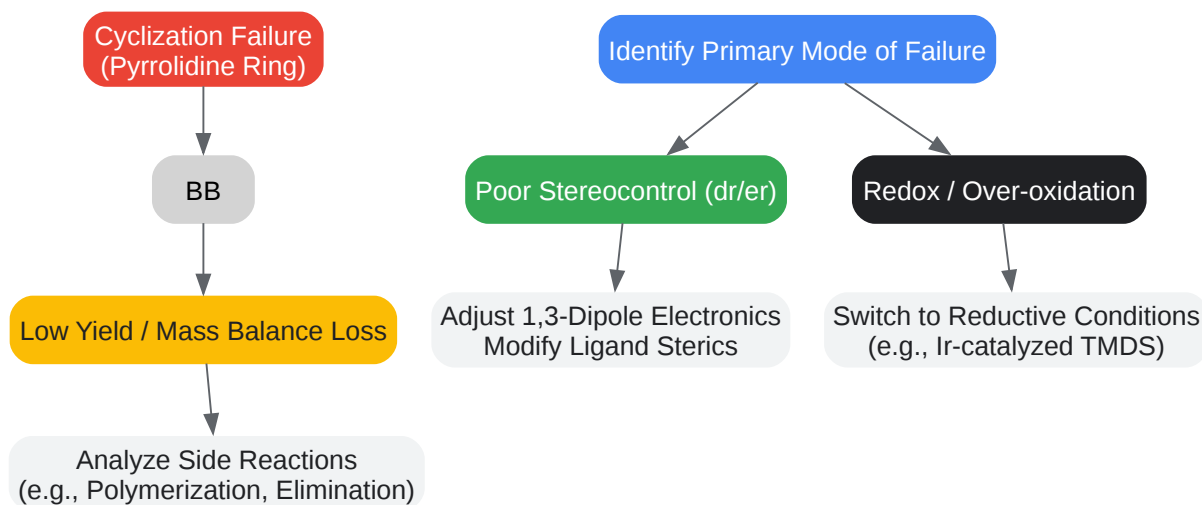 Cyclization Failure
(Pyrrolidine Ring)
Identify Primary Mode of Failure
BB
Poor Stereocontrol (dr/er)
Redox / Over-oxidation
Low Yield / Mass Balance Loss
Adjust 1,3-Dipole Electronics
Modify Ligand Sterics
Switch to Reductive Conditions
(e.g., Ir-catalyzed TMDS)
Analyze Side Reactions
(e.g., Polymerization, Elimination)